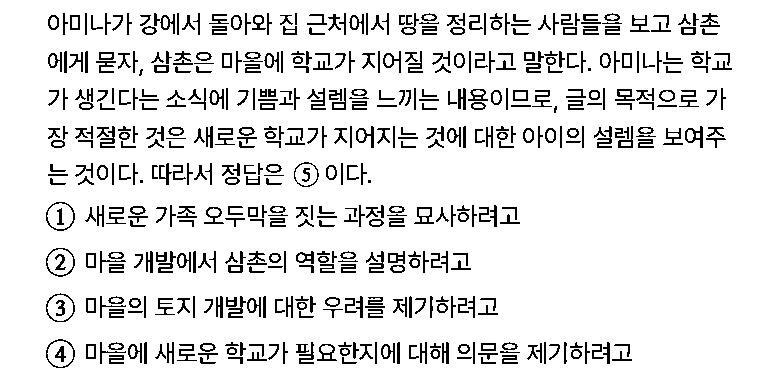 아미나가 강에서 돌아와 집 근처에서 땅을 정리하는 사람들을 보고 삼촌
에게 묻자, 삼촌은 마을에 학교가 지어질 것이라고 말한다. 아미나는 학교
가 생긴다는 소식에 기쁨과 설렘을 느끼는 내용이므로, 글의 목적으로 가
장 적절한 것은 새로운 학교가 지어지는 것에 대한 아이의 설렘을 보여주
는 것이다. 따라서 정답은 ⑤이다.
① 새로운 가족 오두막을 짓는 과정을 묘사하려고
② 마을 개발에서 삼촌의 역할을 설명하려고
③ 마을의 토지 개발에 대한 우려를 제기하려고
④ 마을에 새로운 학교가 필요한지에 대해 의문을 제기하려고